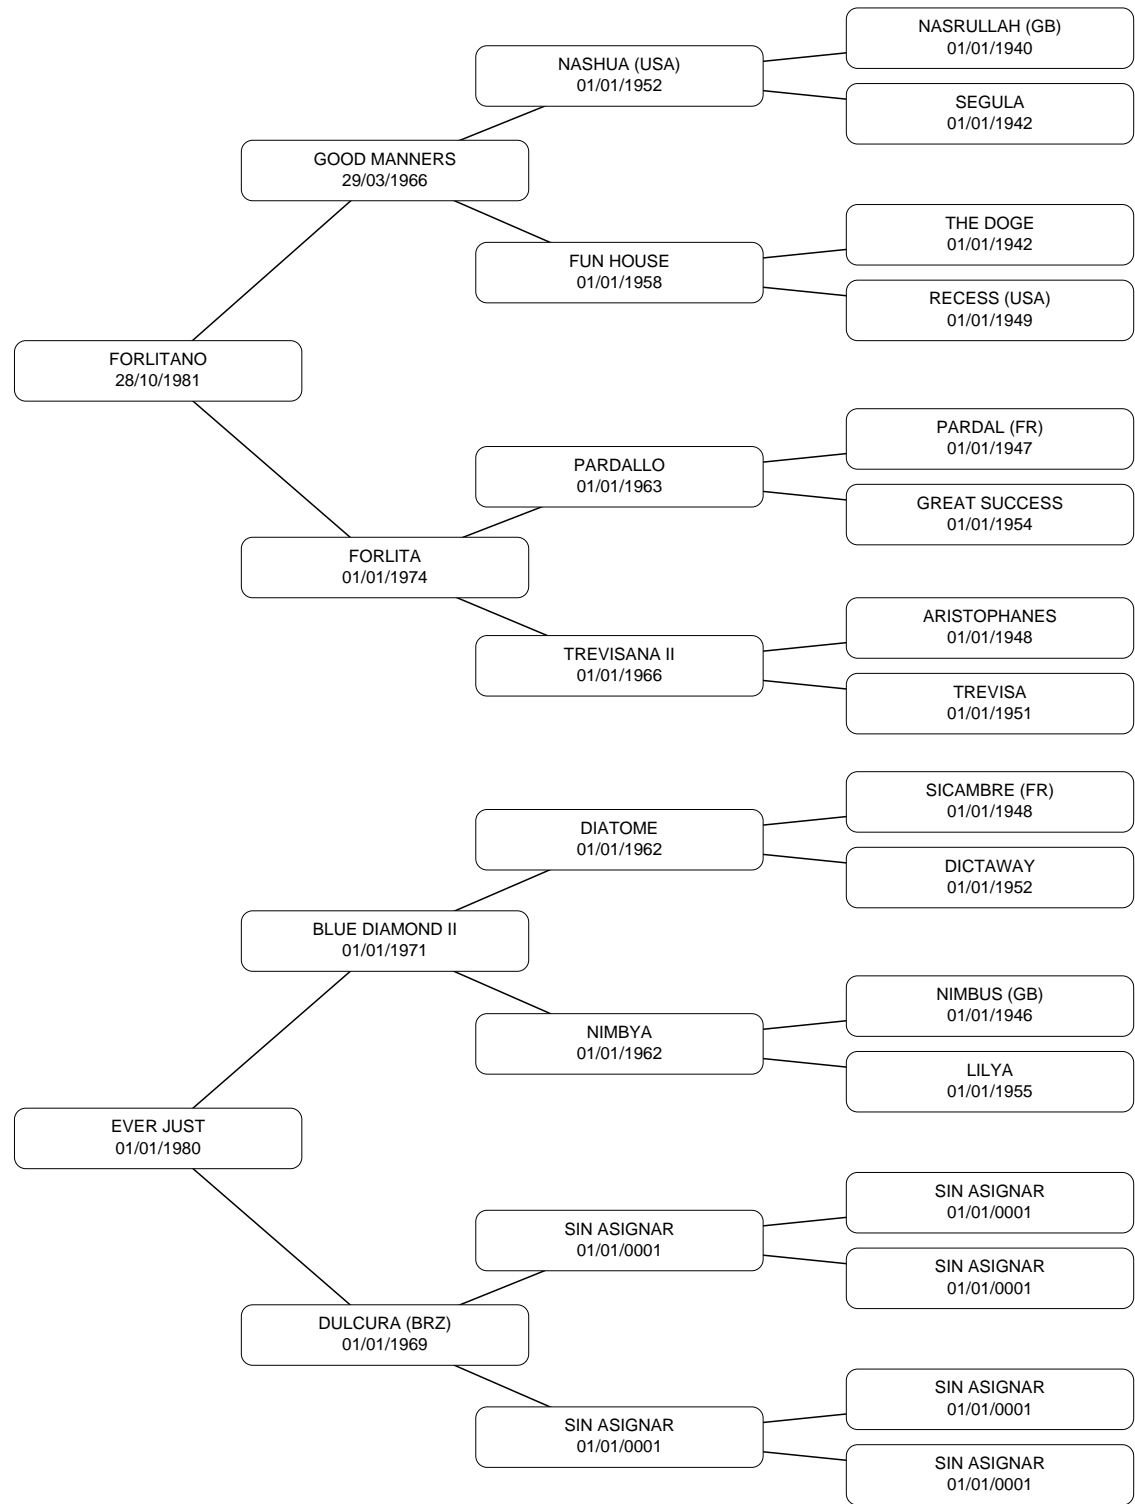 NASRULLAH (GB)
01/01/1940
NASHUA (USA)
01/01/1952
SEGULA
01/01/1942
GOOD MANNERS
29/03/1966
THE DOGE
01/01/1942
FUN HOUSE
01/01/1958
RECESS (USA)
01/01/1949
FORLITANO
28/10/1981
PARDAL (FR)
01/01/1947
PARDALLO
01/01/1963
GREAT SUCCESS
01/01/1954
FORLITA
01/01/1974
ARISTOPHANES
01/01/1948
TREVISANA II
01/01/1966
TREVISA
01/01/1951
SICAMBRE (FR)
01/01/1948
DIATOME
01/01/1962
DICTAWAY
01/01/1952
BLUE DIAMOND II
01/01/1971
NIMBUS (GB)
01/01/1946
NIMBYA
01/01/1962
LILYA
01/01/1955
EVER JUST
01/01/1980
SIN ASIGNAR
01/01/0001
SIN ASIGNAR
01/01/0001
SIN ASIGNAR
01/01/0001
DULCURA (BRZ)
01/01/1969
SIN ASIGNAR
01/01/0001
SIN ASIGNAR
01/01/0001
SIN ASIGNAR
01/01/0001